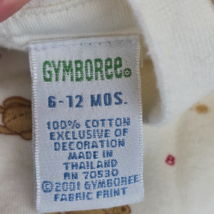 GYMBOREE®
6-12 MOS.
100% COTTON
EXCLUSIVE OF
DECORATION
MADE IN
THAILAND
RN 70530
©2001 GYMBOREE
FABRIC PRINT